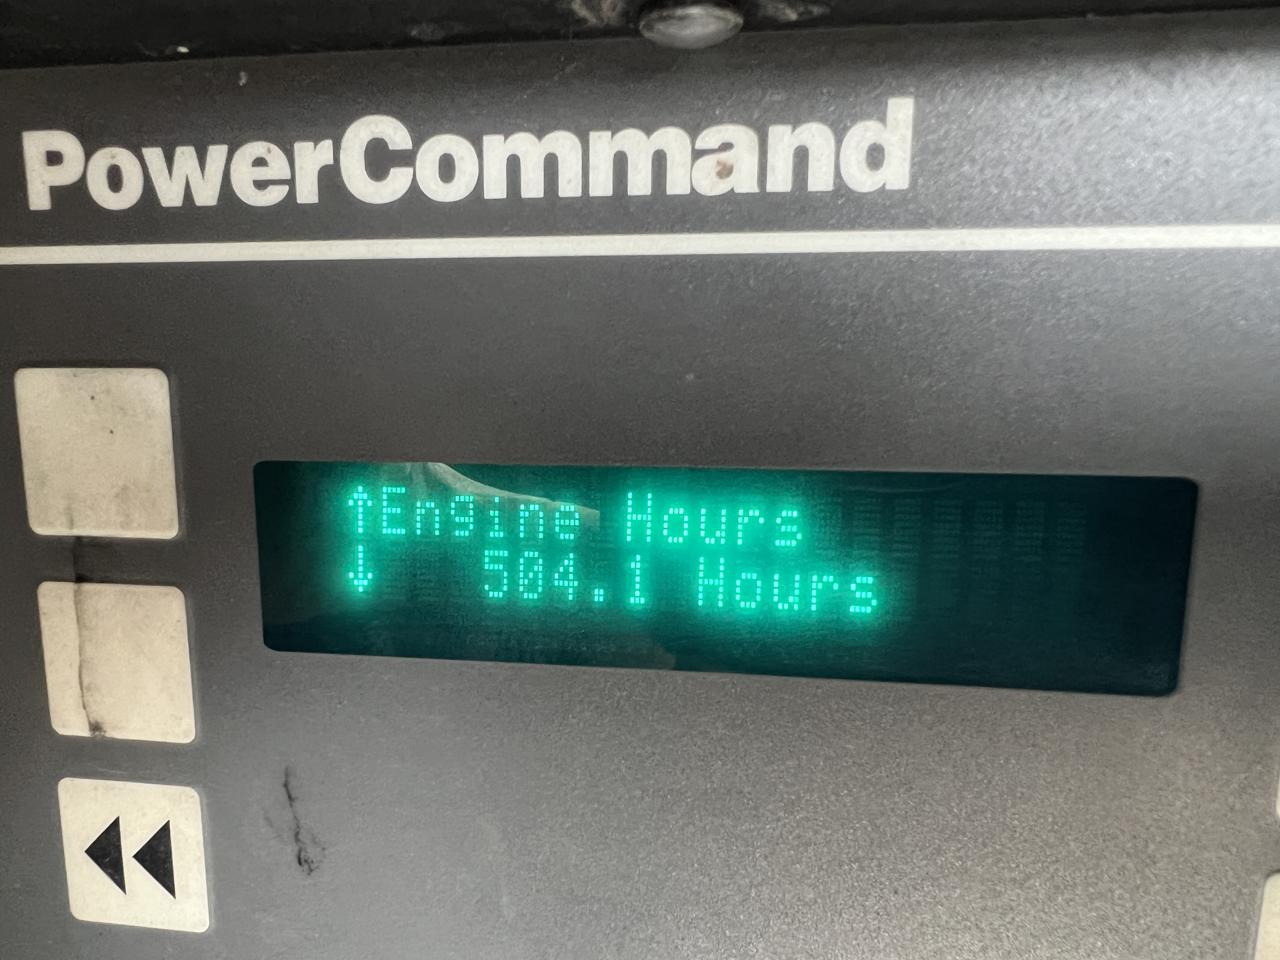 PowerCommand
↑Engine Hours
↓ 504.1 Hours